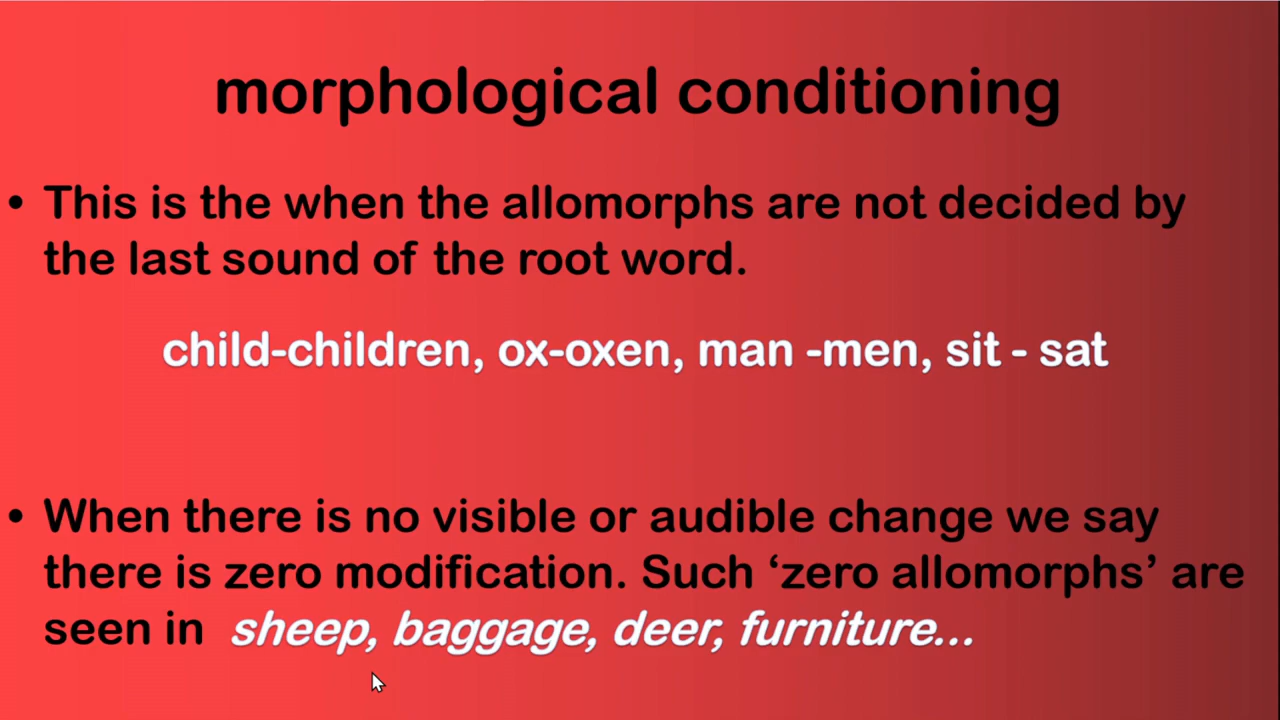 morphological conditioning
• This is the when the allomorphs are not decided by
the last sound of the root word.
child-children, ox-oxen, man -men, sit - sat
• When there is no visible or audible change we say
there is zero modification. Such ‘zero allomorphs’ are
seen in sheep, baggage, deer, furniture...